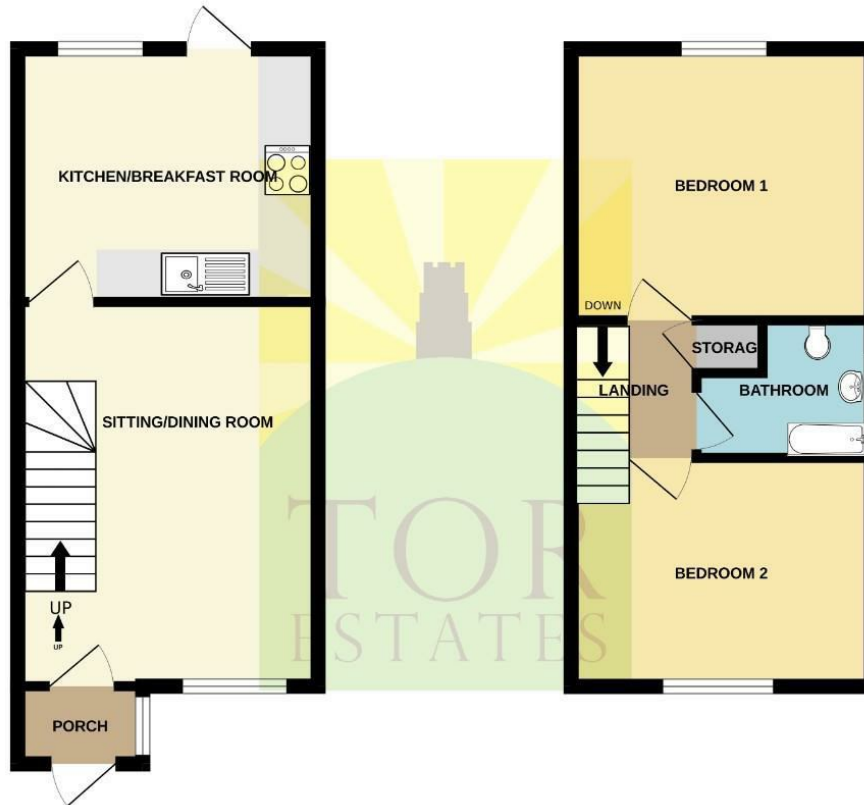 KITCHEN/BREAKFAST ROOM
SITTING/DINING ROOM
UP
UP
PORCH
TOR
ESTATES
BEDROOM 1
DOWN
STORAG
LANDING
BATHROOM
BEDROOM 2